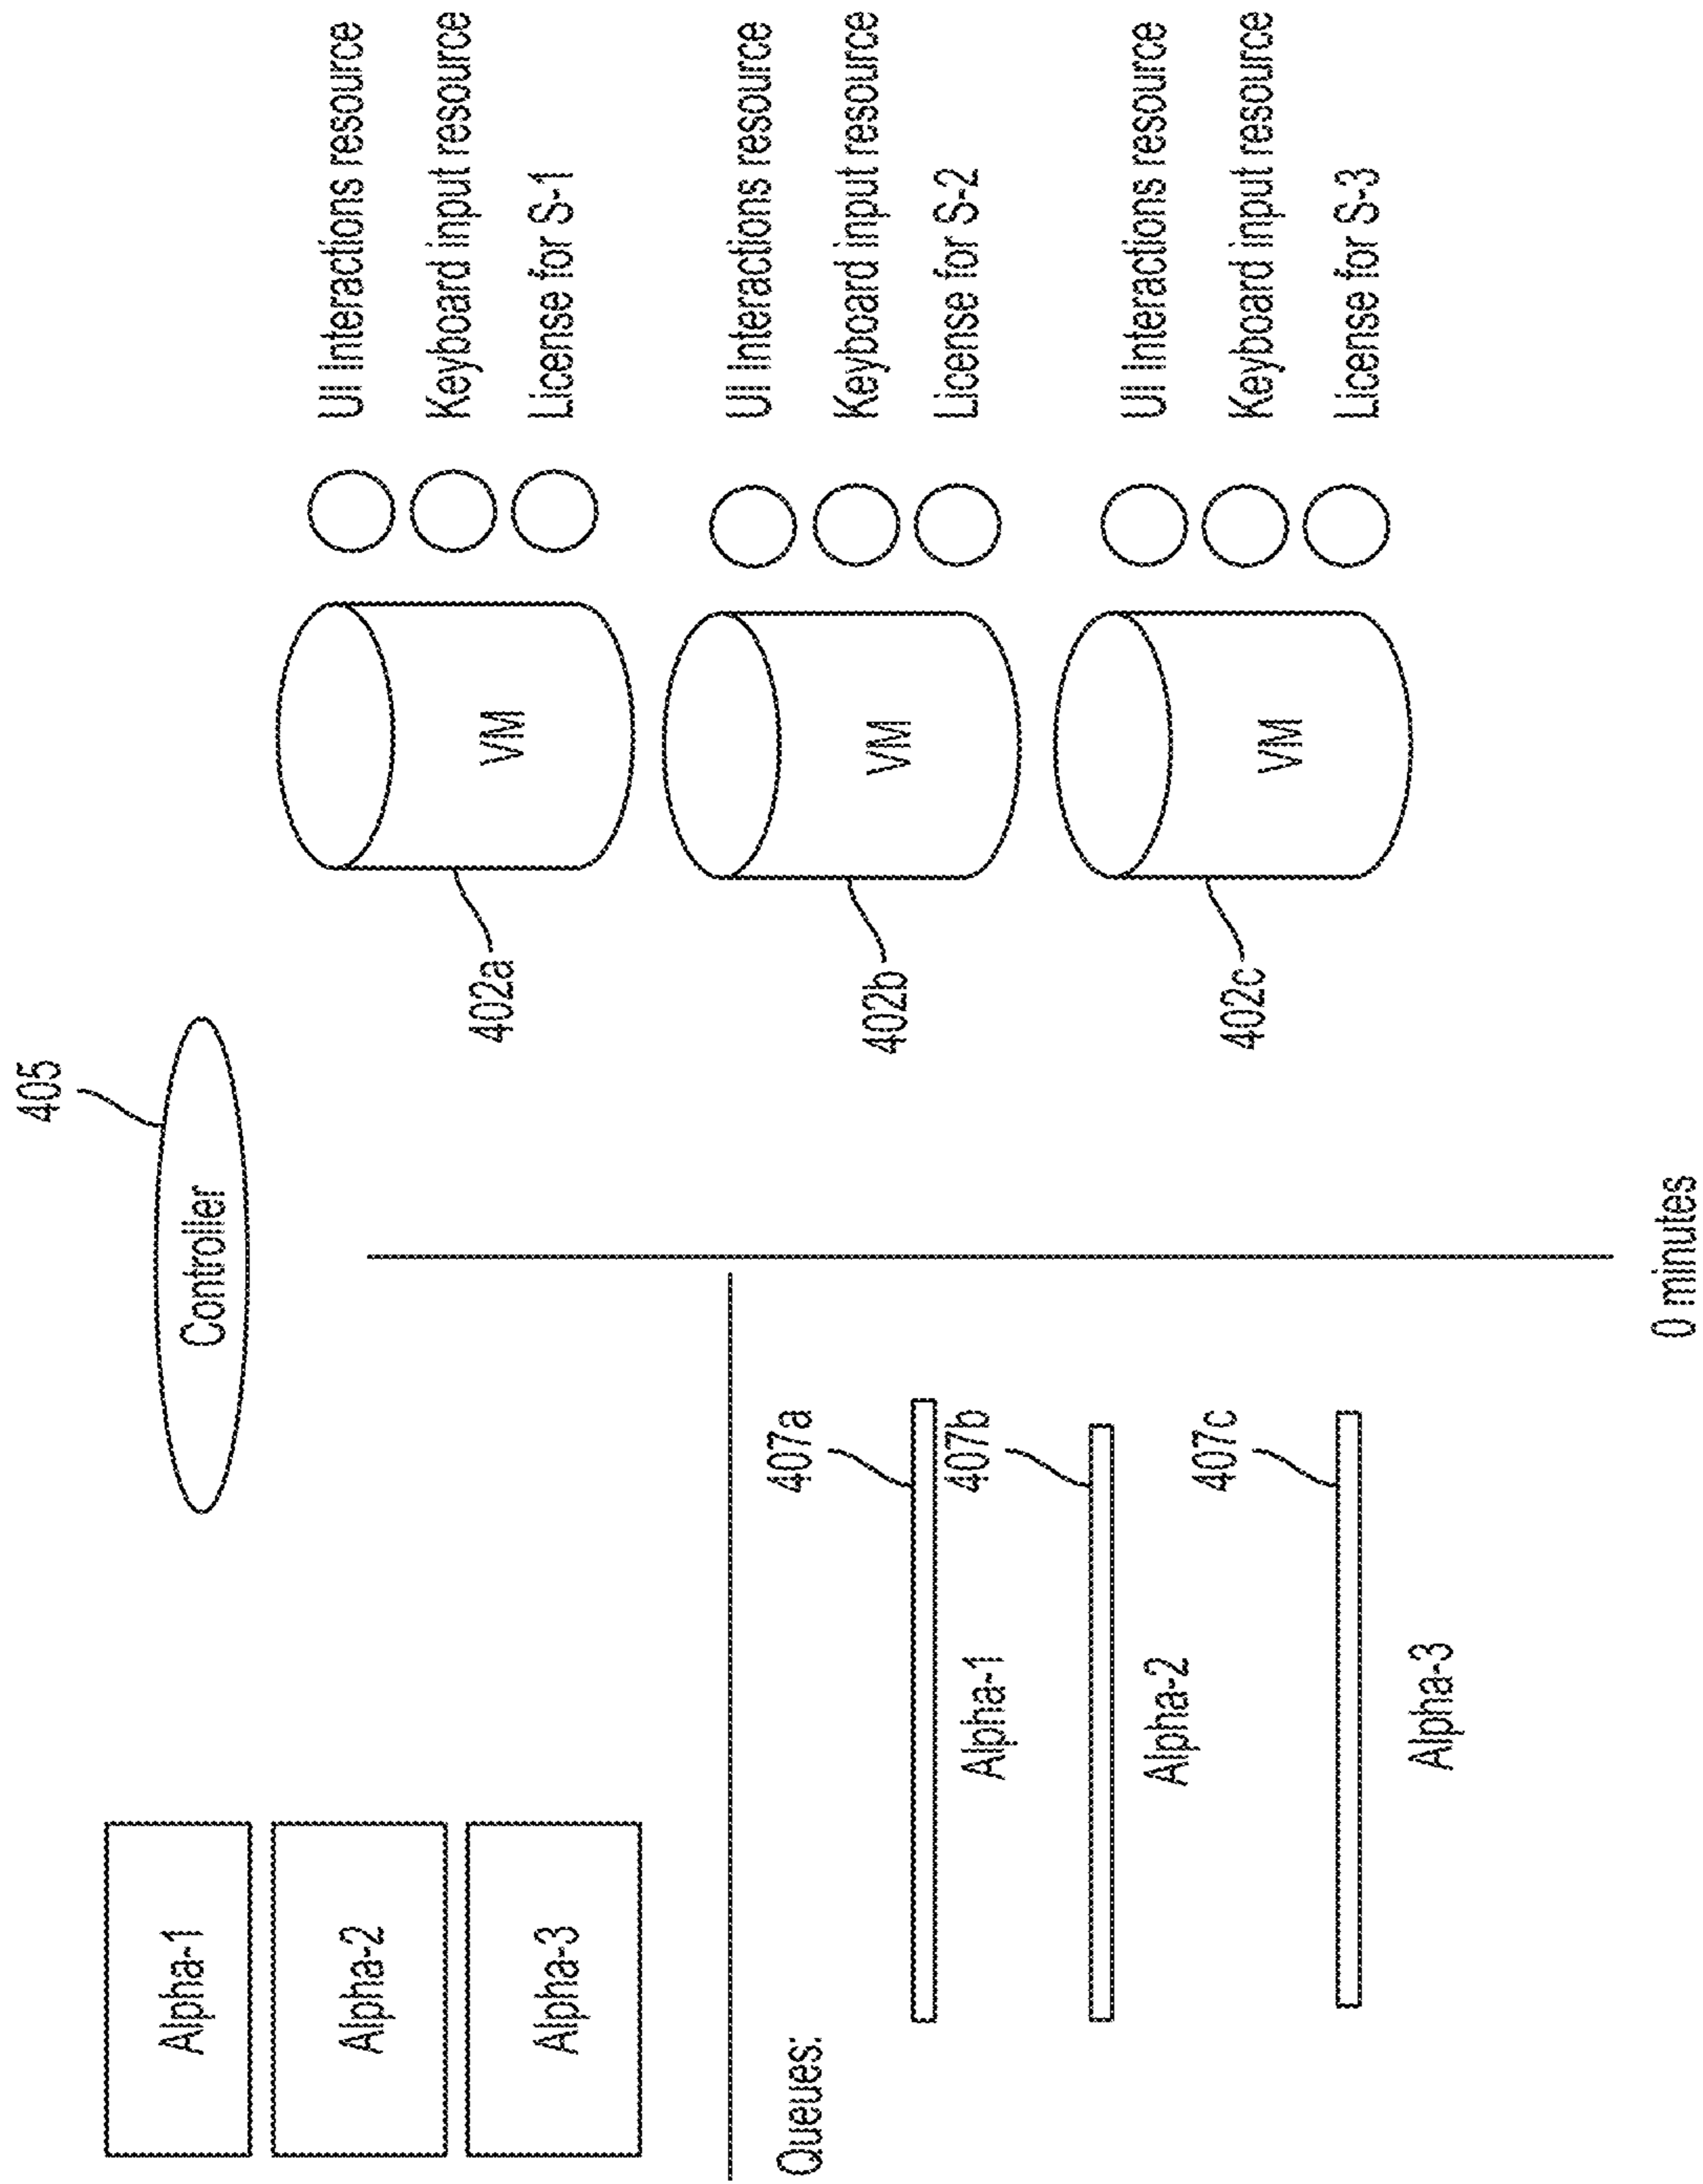 405
Controller
Alpha-1
Alpha-2
Alpha-3
Queues:
407a
Alpha-1
407b
Alpha-2
407c
Alpha-3
402a
VM
UI Interactions resource
Keyboard input resource
License for S-1
402b
VM
UI Interactions resource
Keyboard input resource
License for S-2
402c
VM
UI Interactions resource
Keyboard input resource
License for S-3
0 minutes